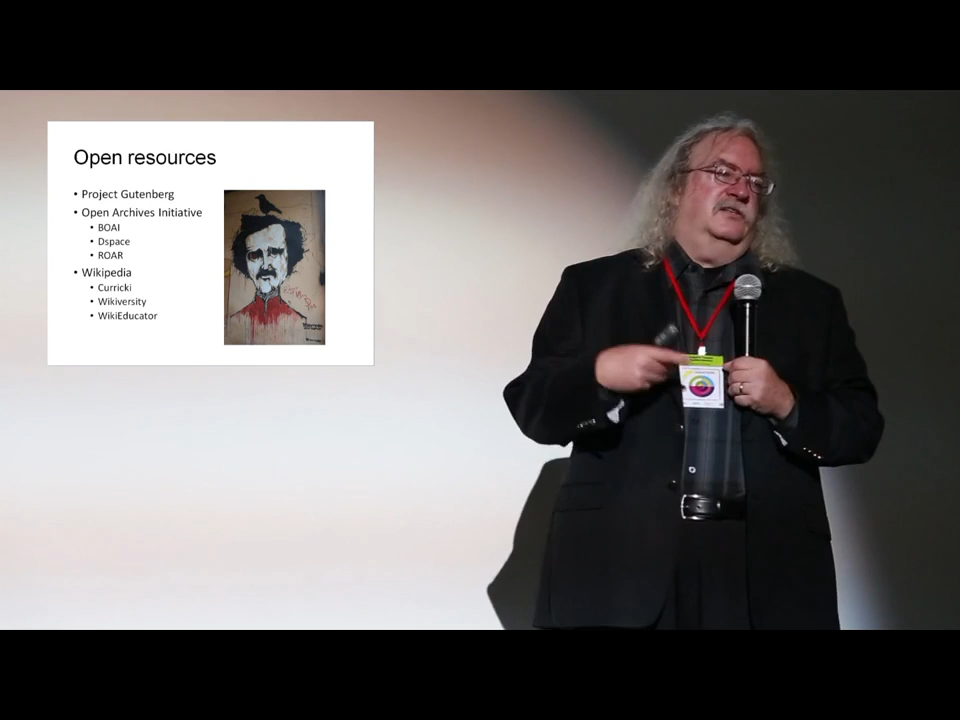 Open resources
• Project Gutenberg
• Open Archives Initiative
• BOAI
• Dspace
• ROAR
• Wikipedia
• Curricki
• Wikiversity
• WikiEducator